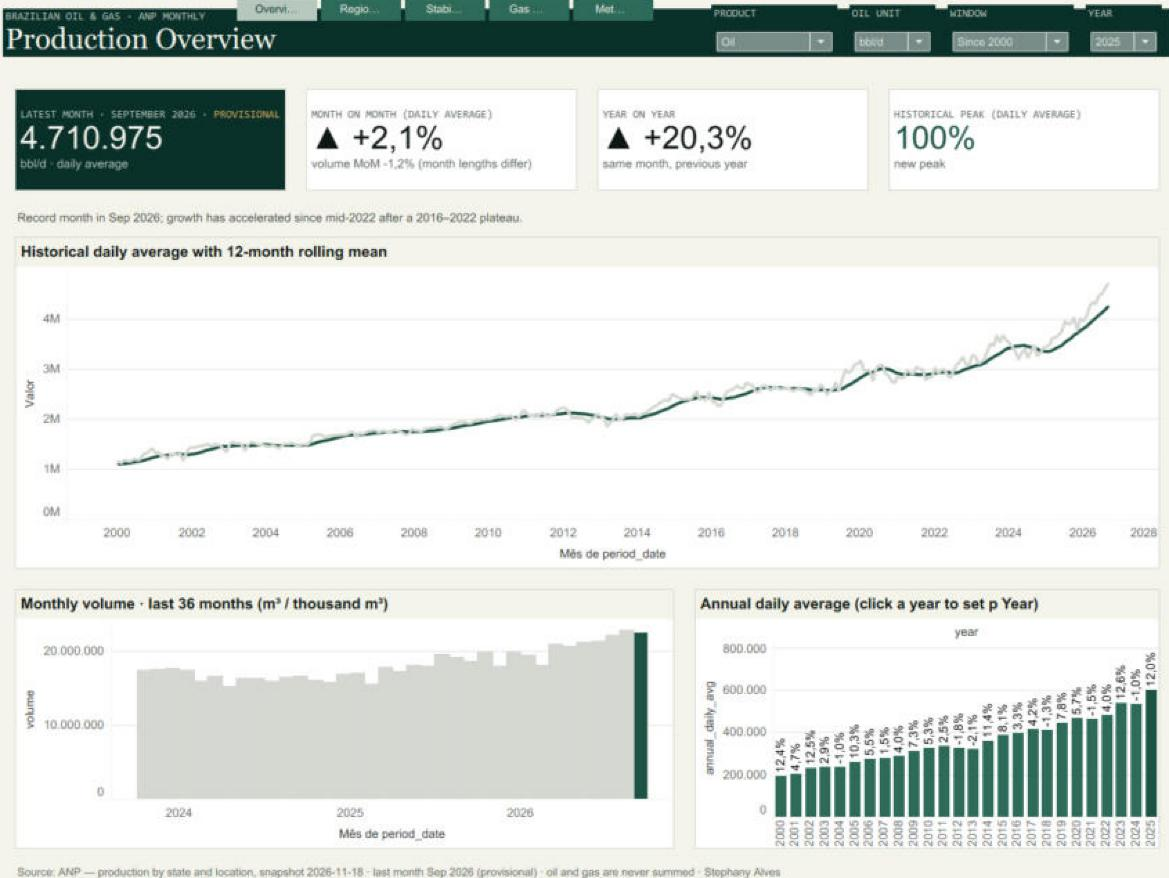 Overvi...
Regio...
Stabi...
Gas ...
Met...
BRAZILIAN OIL & GAS · ANP MONTHLY
Production Overview
PRODUCT
OIL UNIT
WINDOW
YEAR
Oil
bbl/d
Since 2000
2025
LATEST MONTH · SEPTEMBER 2026 · PROVISIONAL
4.710.975
bbl/d · daily average
MONTH ON MONTH (DAILY AVERAGE)
▲ +2,1%
volume MoM -1,2% (month lengths differ)
YEAR ON YEAR
▲ +20,3%
same month, previous year
HISTORICAL PEAK (DAILY AVERAGE)
100%
new peak
Record month in Sep 2026; growth has accelerated since mid-2022 after a 2016–2022 plateau.
Historical daily average with 12-month rolling mean
Valor
4M
3M
2M
1M
0M
2000 2002 2004 2006 2008 2010 2012 2014 2016 2018 2020 2022 2024 2026 2028
Mês de period_date
Monthly volume · last 36 months (m³ / thousand m³)
volume
20.000.000
10.000.000
0
2024 2025 2026
Mês de period_date
Annual daily average (click a year to set p Year)
year
annual_daily_avg
800.000
600.000
400.000
200.000
0
12,4% 4,7% 12,5% 2,9% -1,0% 10,3% 5,5% 1,5% 4,0% 7,3% 5,3% 2,5% -1,8% -2,1% 11,4% 8,1% 3,3% 4,2% -1,3% 7,8% 5,7% -1,5% 4,0% 12,6% -1,0% 12,0%
2000 2001 2002 2003 2004 2005 2006 2007 2008 2009 2010 2011 2012 2013 2014 2015 2016 2017 2018 2019 2020 2021 2022 2023 2024 2025
Source: ANP — production by state and location, snapshot 2026-11-18 · last month Sep 2026 (provisional) · oil and gas are never summed · Stephany Alves